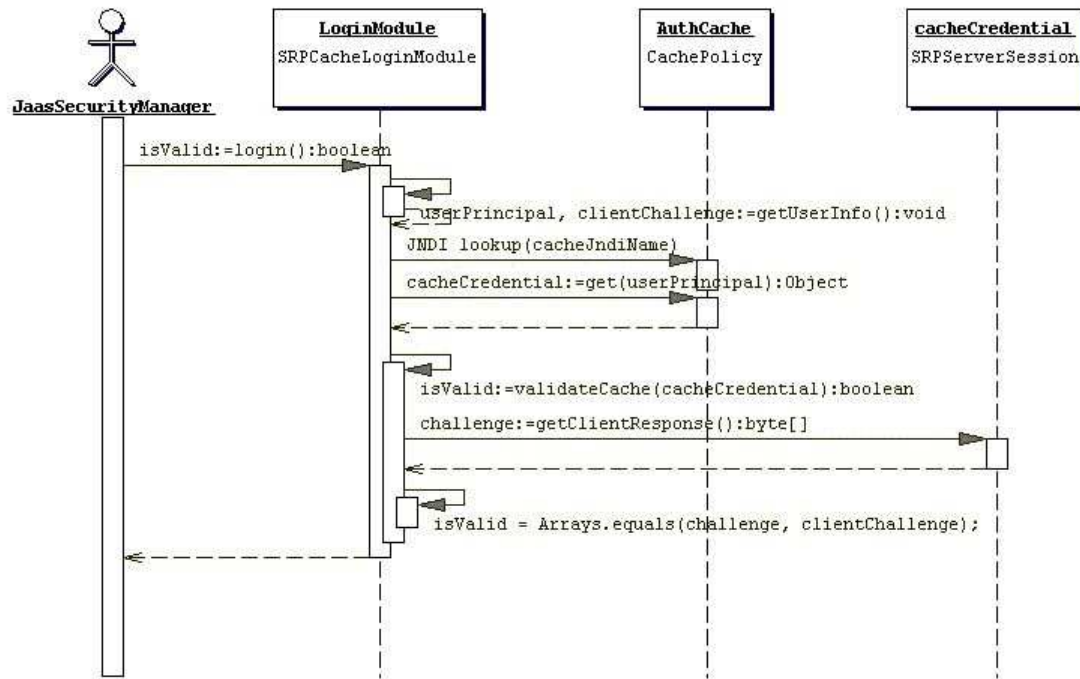 LoginModule
SRPCacheLoginModule
AuthCache
CachePolicy
cacheCredential
SRPServerSession
JaasSecurityManager
isValid:=login():boolean
userPrincipal, clientChallenge:=getUserInfo():void
JNDI lookup(cacheJndiName)
cacheCredential:=get(userPrincipal):Object
isValid:=validateCache(cacheCredential):boolean
challenge:=getClientResponse():byte[]
isValid = Arrays.equals(challenge, clientChallenge);